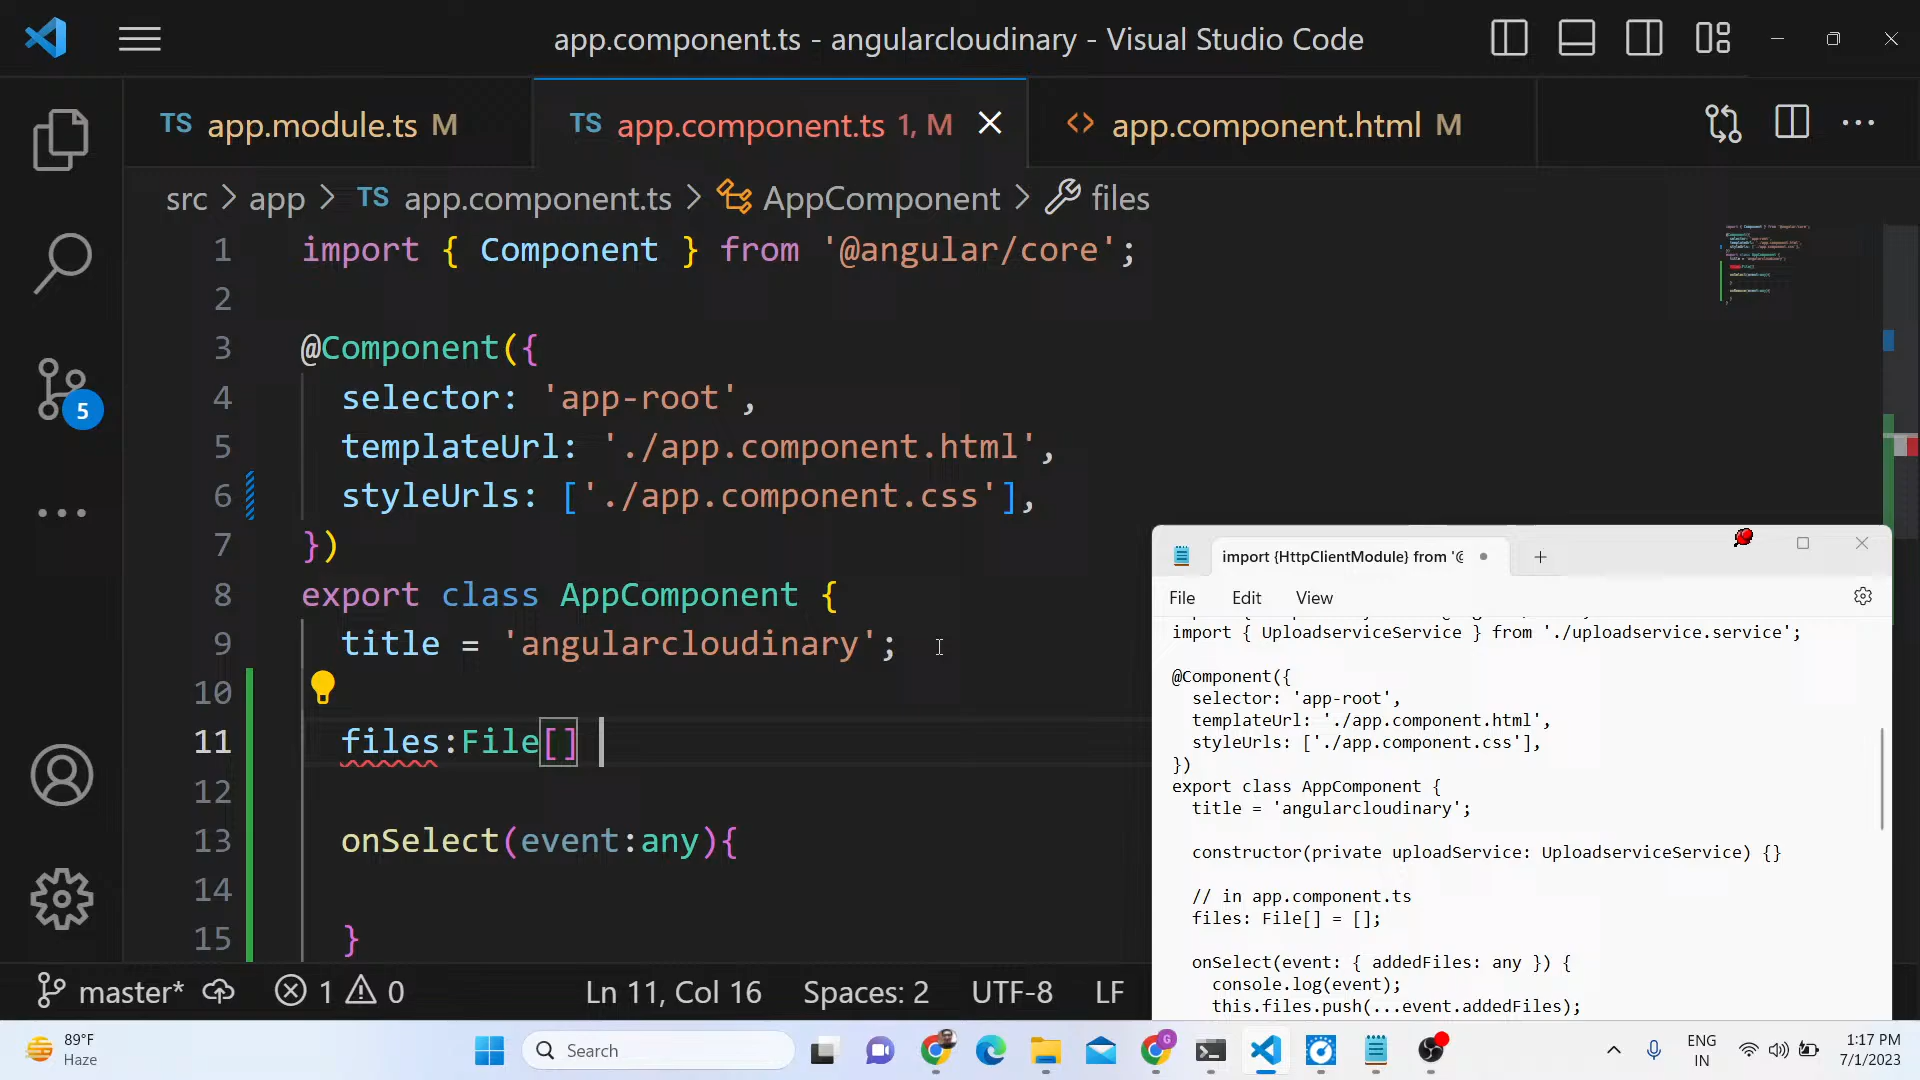 app.component.ts - angularcloudinary - Visual Studio Code
TS app.module.ts M
TS app.component.ts 1, M
<> app.component.html M
src > app > TS app.component.ts > AppComponent > files
1 import { Component } from '@angular/core';
2
3 @Component({
4 selector: 'app-root',
5 templateUrl: './app.component.html',
6 styleUrls: ['./app.component.css'],
7 })
8 export class AppComponent {
9 title = 'angularcloudinary';
10
11 files:File[]
12
13 onSelect(event:any){
14
15 }
5
import {HttpClientModule} from '@
File Edit View
import { UploadserviceService } from './uploadservice.service';
@Component({
selector: 'app-root',
templateUrl: './app.component.html',
styleUrls: ['./app.component.css'],
})
export class AppComponent {
title = 'angularcloudinary';
constructor(private uploadService: UploadserviceService) {}
// in app.component.ts
files: File[] = [];
onSelect(event: { addedFiles: any }) {
console.log(event);
this.files.push(...event.addedFiles);
master* 1 0 Ln 11, Col 16 Spaces: 2 UTF-8 LF
89°F
Haze
Search
G
ENG
IN
1:17 PM
7/1/2023